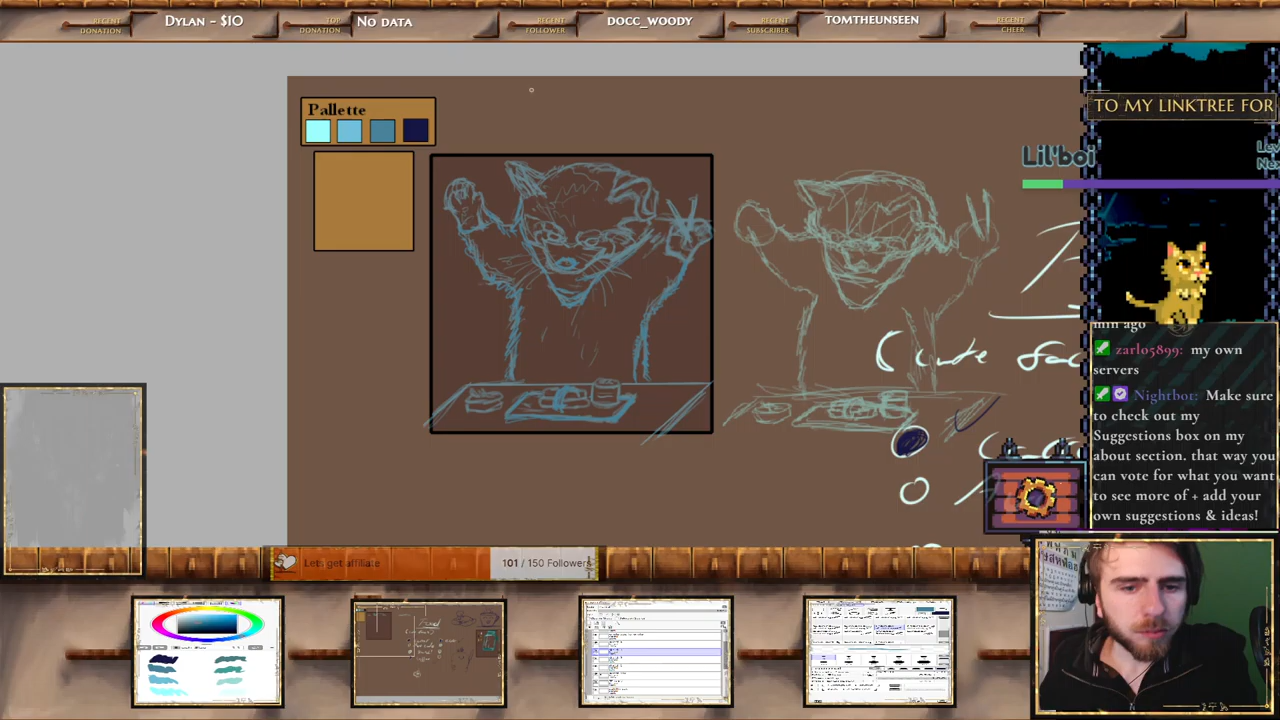 RECENT DONATION
Dylan - $10
TOP DONATION
No data
RECENT FOLLOWER
DOCC_WOODY
RECENT SUBSCRIBER
TOMTHEUNSEEN
RECENT CHEER
Pallette
TO MY LINKTREE FOR
Lil'boi
Lev
Nex
Cute
min ago
zarlo5899: my own
servers
Nightbot: Make sure
to check out my
Suggestions box on my
about section. that way you
can vote for what you want
to see more of + add your
own suggestions & ideas!
Lets get affiliate
101 / 150 Followers